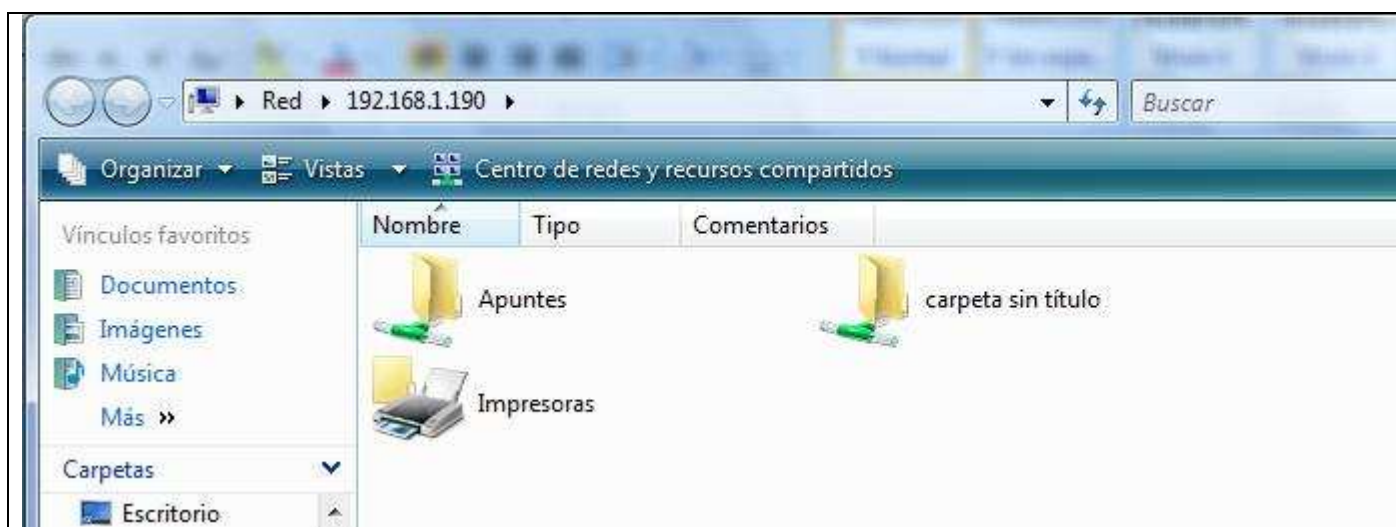 Red 192.168.1.190 Buscar
Organizar Vistas Centro de redes y recursos compartidos
Vínculos favoritos
Documentos
Imágenes
Música
Más »
Carpetas
Escritorio
Nombre Tipo Comentarios
Apuntes carpeta sin título
Impresoras